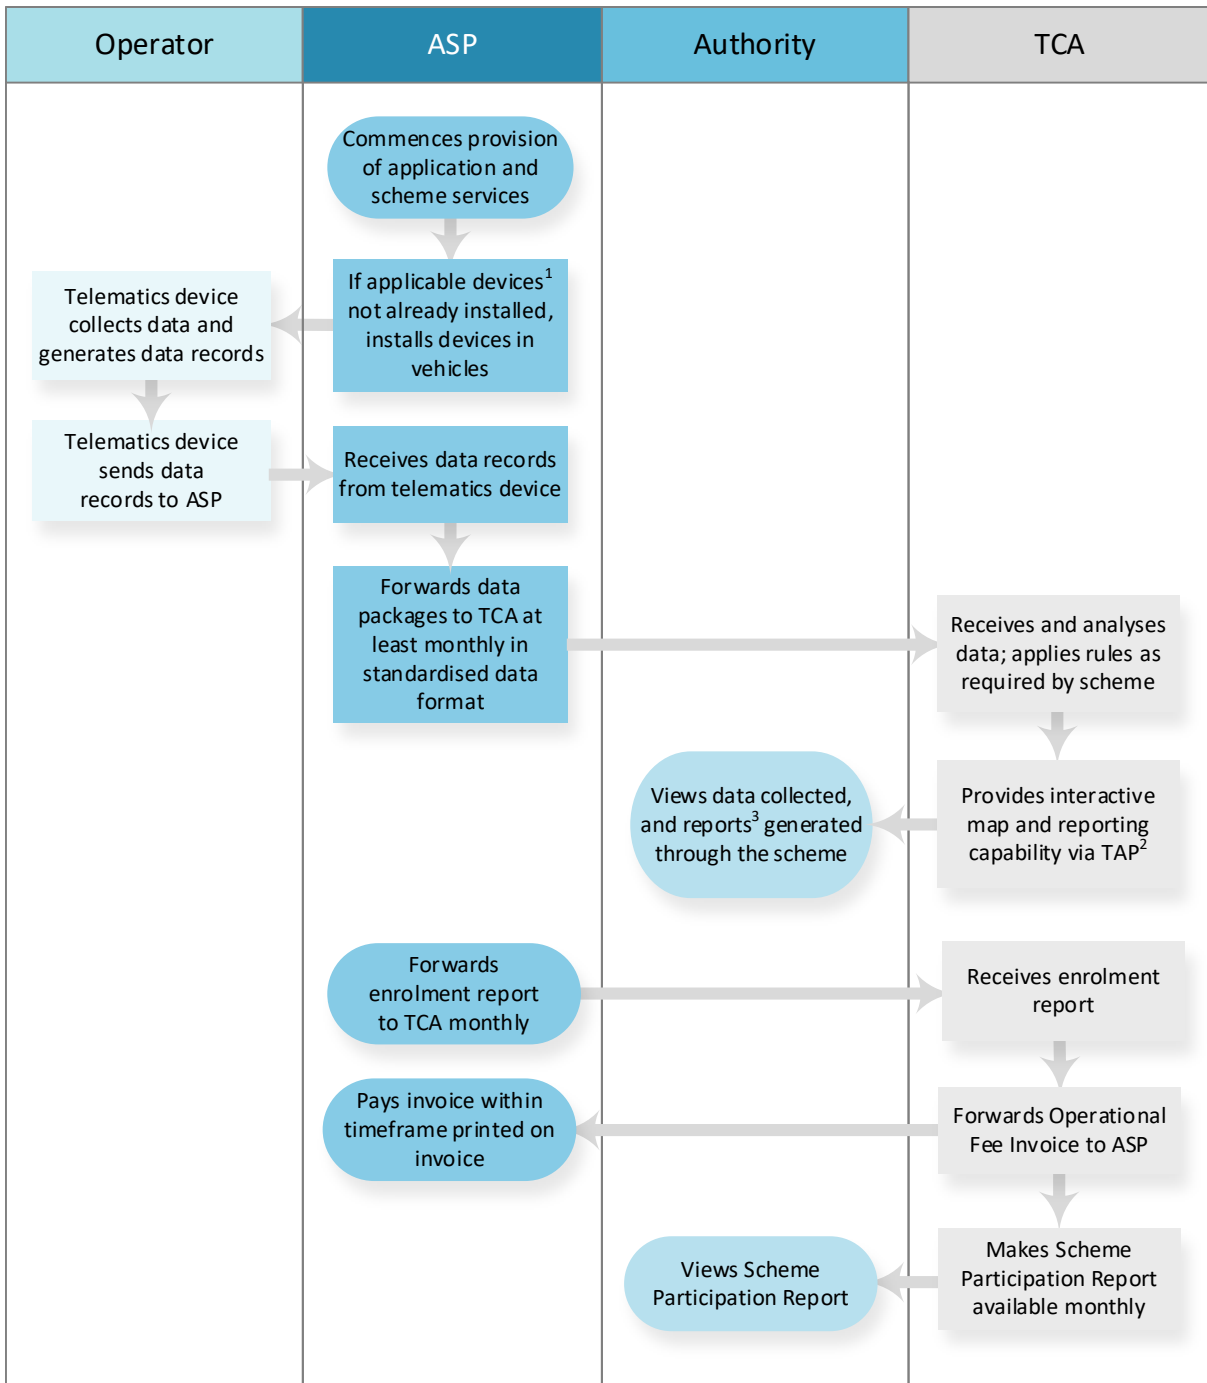 Operator
ASP
Authority
TCA
Commences provision
of application and
scheme services
If applicable devices¹
not already installed,
installs devices in
vehicles
Telematics device
collects data and
generates data records
Telematics device
sends data
records to ASP
Receives data records
from telematics device
Forwards data
packages to TCA at
least monthly in
standardised data
format
Receives and analyses
data; applies rules as
required by scheme
Provides interactive
map and reporting
capability via TAP²
Views data collected,
and reports³ generated
through the scheme
Forwards
enrolment report
to TCA monthly
Receives enrolment
report
Forwards Operational
Fee Invoice to ASP
Pays invoice within
timeframe printed on
invoice
Makes Scheme
Participation Report
available monthly
Views Scheme
Participation Report